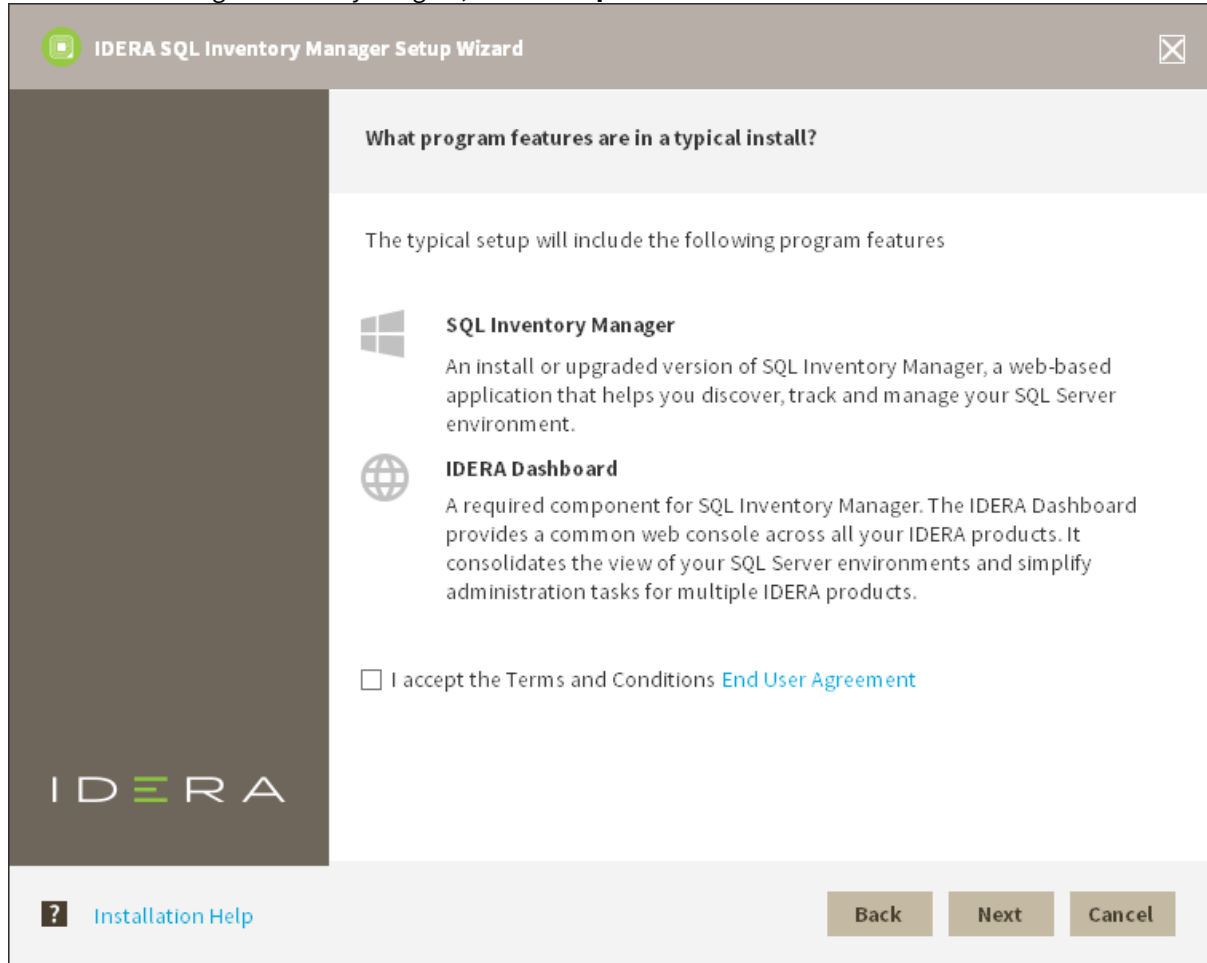 IDERA SQL Inventory Manager Setup Wizard
What program features are in a typical install?
The typical setup will include the following program features
SQL Inventory Manager
An install or upgraded version of SQL Inventory Manager, a web-based
application that helps you discover, track and manage your SQL Server
environment.
IDERA Dashboard
A required component for SQL Inventory Manager. The IDERA Dashboard
provides a common web console across all your IDERA products. It
consolidates the view of your SQL Server environments and simplify
administration tasks for multiple IDERA products.
I accept the Terms and Conditions End User Agreement
IDERA
? Installation Help
Back Next Cancel